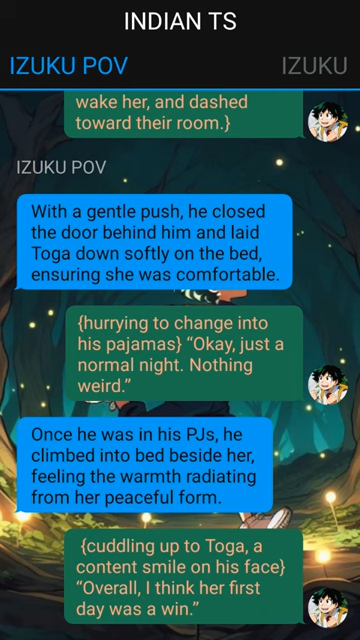 INDIAN TS
IZUKU POV
IZUKU
wake her, and dashed
toward their room.}
IZUKU POV
With a gentle push, he closed
the door behind him and laid
Toga down softly on the bed,
ensuring she was comfortable.
{hurrying to change into
his pajamas} “Okay, just a
normal night. Nothing
weird.”
Once he was in his PJs, he
climbed into bed beside her,
feeling the warmth radiating
from her peaceful form.
{cuddling up to Toga, a
content smile on his face}
“Overall, I think her first
day was a win.”